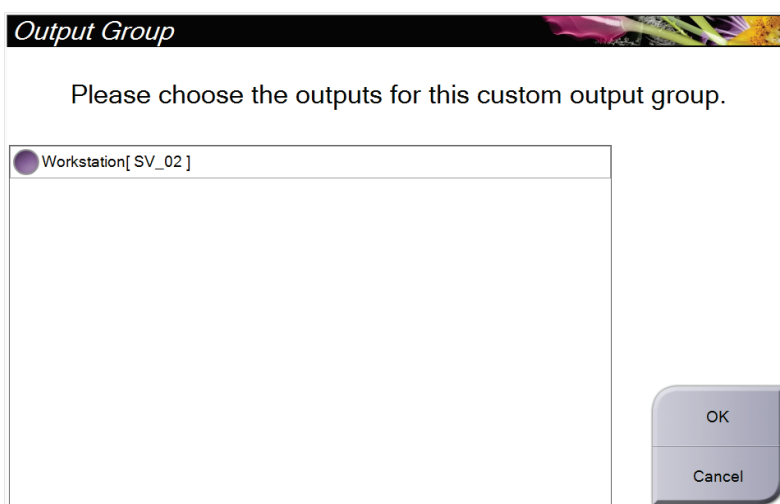 Output Group
Please choose the outputs for this custom output group.
Workstation[ SV_02 ]
OK
Cancel